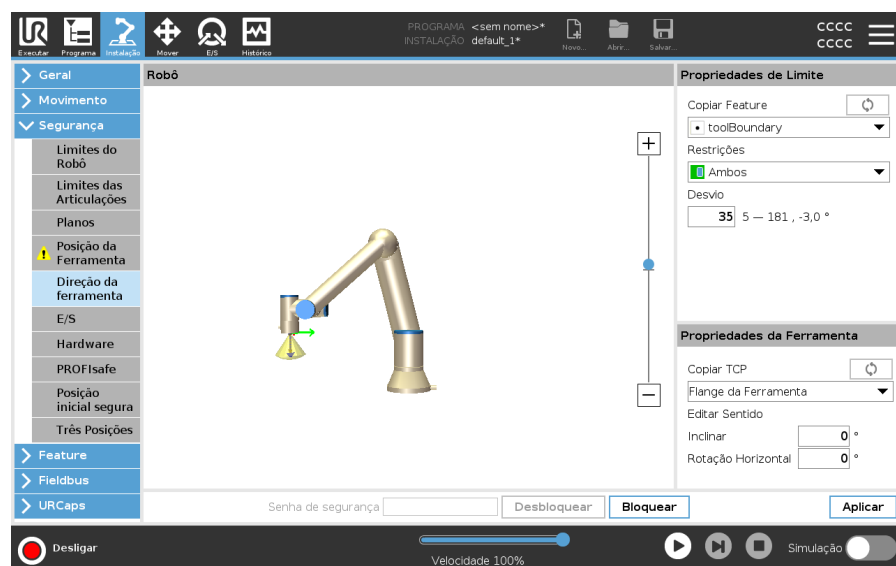 PROGRAMA <sem nome>*
INSTALAÇÃO default_1*
Executar
Programa
Instalação
Mover
E/S
Histórico
Novo...
Abrir...
Salvar...
cccc
cccc
Geral
Movimento
Segurança
Limites do
Robô
Limites das
Articulações
Planos
Posição da
Ferramenta
Direção da
ferramenta
E/S
Hardware
PROFIsafe
Posição
inicial segura
Três Posições
Feature
Fieldbus
URCaps
Robô
Propriedades de Limite
Copiar Feature
toolBoundary
Restrições
Ambos
Desvio
35 5 — 181 , -3,0 °
Propriedades da Ferramenta
Copiar TCP
Flange da Ferramenta
Editar Sentido
Inclinar 0 °
Rotação Horizontal 0 °
Senha de segurança
Desbloquear
Bloquear
Aplicar
Desligar
Velocidade 100%
Simulação